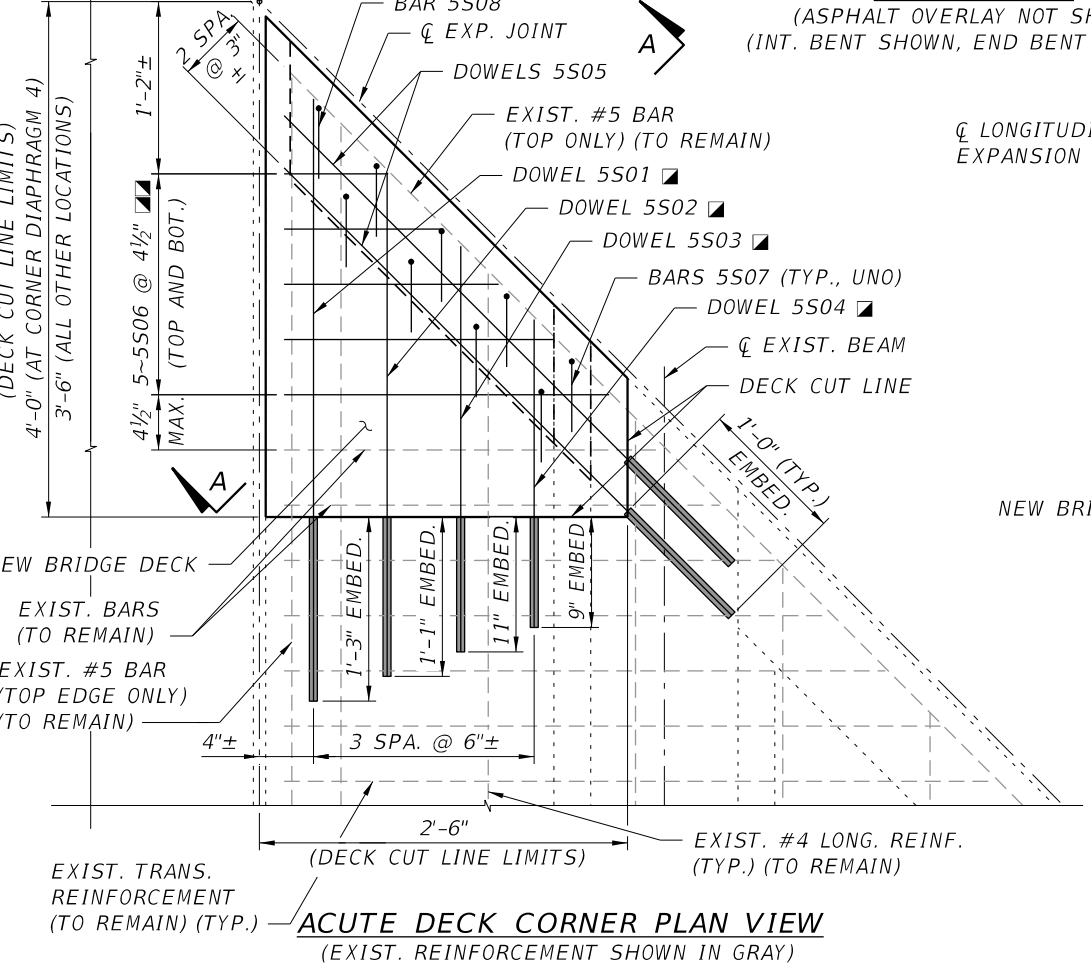 BAR 5S08
℄ EXP. JOINT
DOWELS 5S05
EXIST. #5 BAR
(TOP ONLY) (TO REMAIN)
DOWEL 5S01
DOWEL 5S02
DOWEL 5S03
BARS 5S07 (TYP., UNO)
DOWEL 5S04
℄ EXIST. BEAM
DECK CUT LINE
A
(ASPHALT OVERLAY NOT SH
(INT. BENT SHOWN, END BENT
℄ LONGITUDI
EXPANSION
NEW BRI
2 SPA.
@ 3"
±
1'-2"±
(DECK CUT LINE LIMITS)
4'-0" (AT CORNER DIAPHRAGM 4)
3'-6" (ALL OTHER LOCATIONS)
5~5S06 @ 4½"
(TOP AND BOT.)
4½"
MAX.
A
1'-0" (TYP.)
EMBED.
EW BRIDGE DECK
EXIST. BARS
(TO REMAIN)
EXIST. #5 BAR
(TOP EDGE ONLY)
(TO REMAIN)
1'-3" EMBED.
1'-1" EMBED.
11" EMBED.
9" EMBED
4"±
3 SPA. @ 6"±
2'-6"
(DECK CUT LINE LIMITS)
EXIST. #4 LONG. REINF.
(TYP.) (TO REMAIN)
EXIST. TRANS.
REINFORCEMENT
(TO REMAIN) (TYP.)
ACUTE DECK CORNER PLAN VIEW
(EXIST. REINFORCEMENT SHOWN IN GRAY)